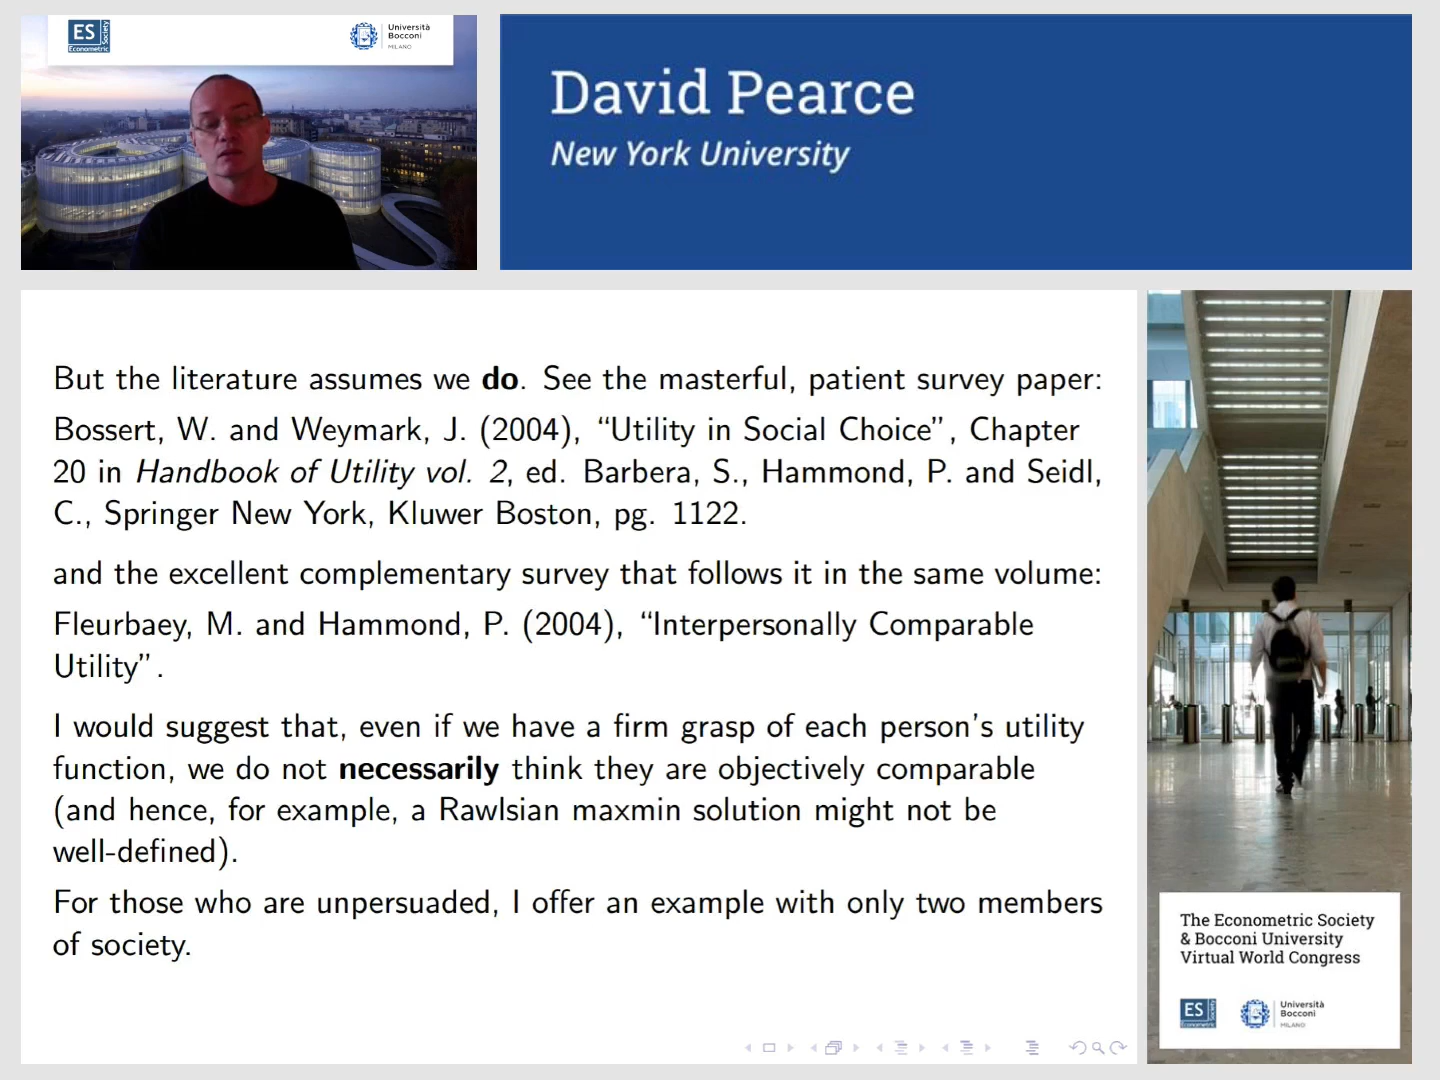 ES
Econometric
Society
Università
Bocconi
MILANO
David Pearce
New York University
But the literature assumes we do. See the masterful, patient survey paper:
Bossert, W. and Weymark, J. (2004), “Utility in Social Choice”, Chapter
20 in Handbook of Utility vol. 2, ed. Barbera, S., Hammond, P. and Seidl,
C., Springer New York, Kluwer Boston, pg. 1122.
and the excellent complementary survey that follows it in the same volume:
Fleurbaey, M. and Hammond, P. (2004), “Interpersonally Comparable
Utility”.
I would suggest that, even if we have a firm grasp of each person's utility
function, we do not necessarily think they are objectively comparable
(and hence, for example, a Rawlsian maxmin solution might not be
well-defined).
For those who are unpersuaded, I offer an example with only two members
of society.
The Econometric Society
& Bocconi University
Virtual World Congress
ES
Econometric
Society
Università
Bocconi
MILANO